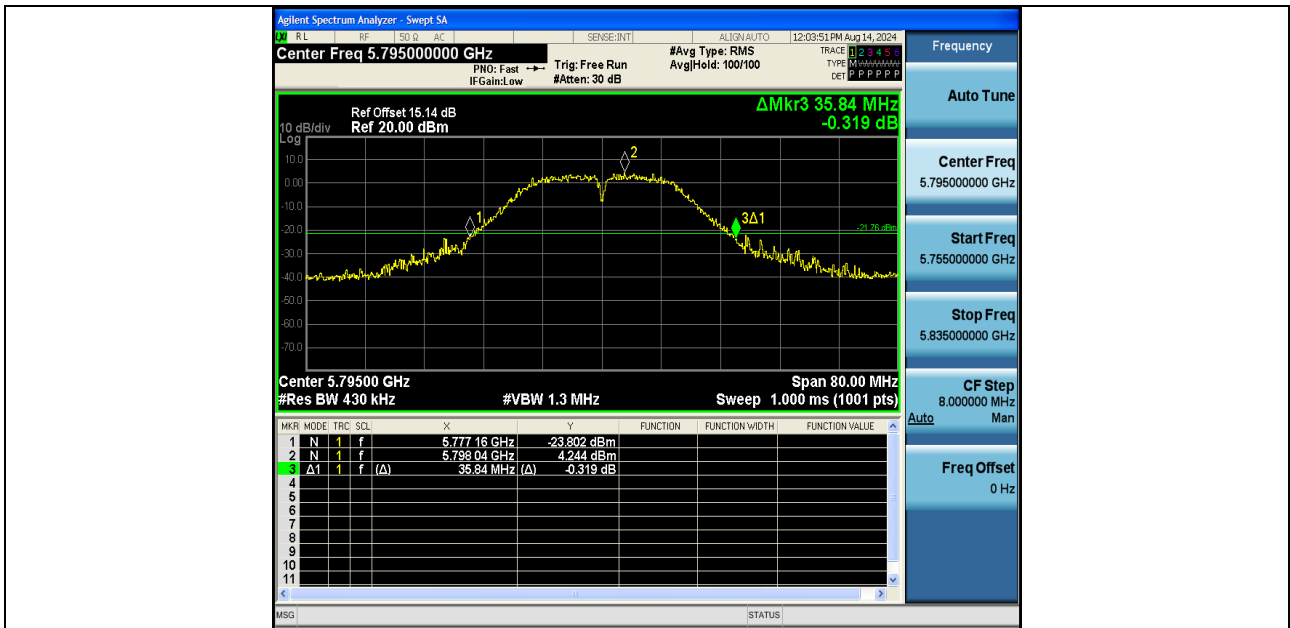 Agilent Spectrum Analyzer - Swept SA
LXI RL RF 50 Ω AC SENSE:INT ALIGN AUTO 12:03:51 PM Aug 14, 2024
Center Freq 5.795000000 GHz
PNO: Fast
IFGain:Low
Trig: Free Run
#Atten: 30 dB
#Avg Type: RMS
Avg|Hold: 100/100
TRACE 1 2 3 4 5 6
TYPE M
DET P P P P P P
ΔMkr3 35.84 MHz
-0.319 dB
Ref Offset 15.14 dB
10 dB/div Ref 20.00 dBm
Log
10.0
0.00
-10.0
-20.0
-30.0
-40.0
-50.0
-60.0
-70.0
1
2
3Δ1
-21.76 dBm
Center 5.79500 GHz Span 80.00 MHz
#Res BW 430 kHz #VBW 1.3 MHz Sweep 1.000 ms (1001 pts)
MKR MODE TRC SCL X Y FUNCTION FUNCTION WIDTH FUNCTION VALUE
1 N 1 f 5.777 16 GHz -23.802 dBm
2 N 1 f 5.798 04 GHz 4.244 dBm
3 Δ1 1 f (Δ) 35.84 MHz (Δ) -0.319 dB
4
5
6
7
8
9
10
11
MSG STATUS
Frequency
Auto Tune
Center Freq
5.795000000 GHz
Start Freq
5.755000000 GHz
Stop Freq
5.835000000 GHz
CF Step
8.000000 MHz
Auto Man
Freq Offset
0 Hz